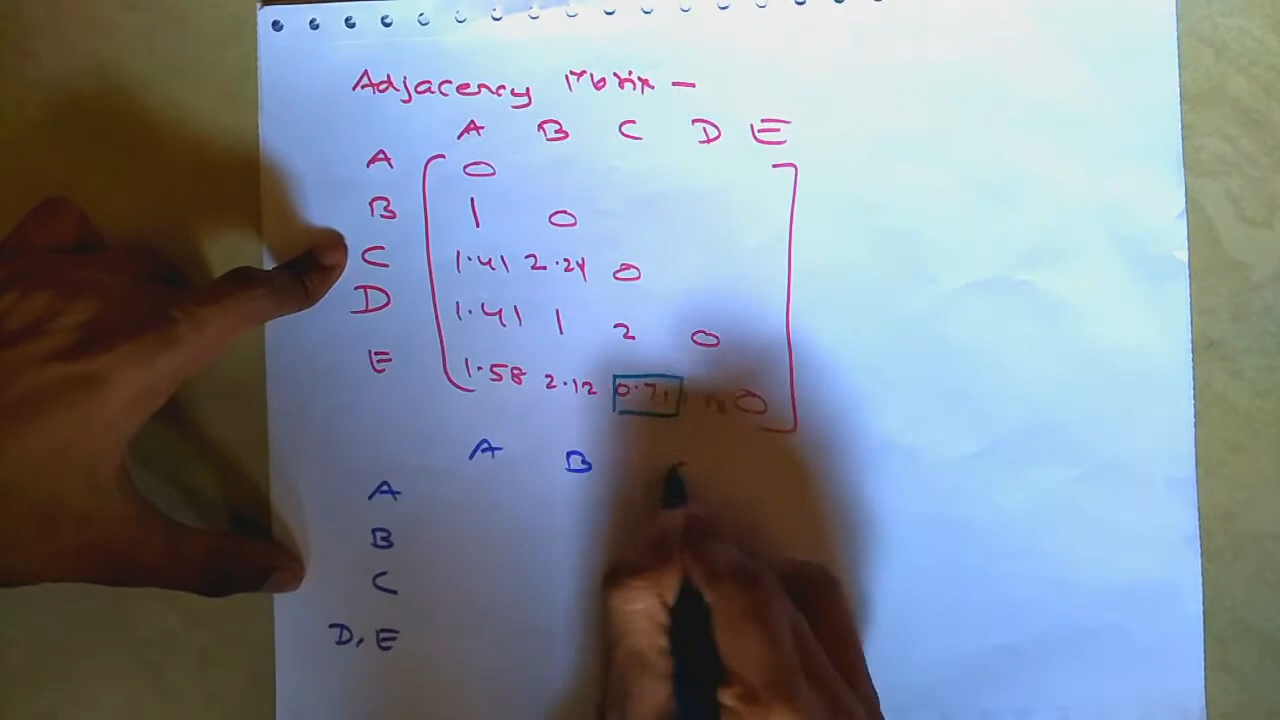 Adjacency Matrix -
A B C D E
A 0
B 1 0
C 1.41 2.24 0
D 1.41 1 2 0
E 1.58 2.12 0.71 0
A B
A
B
C
D, E